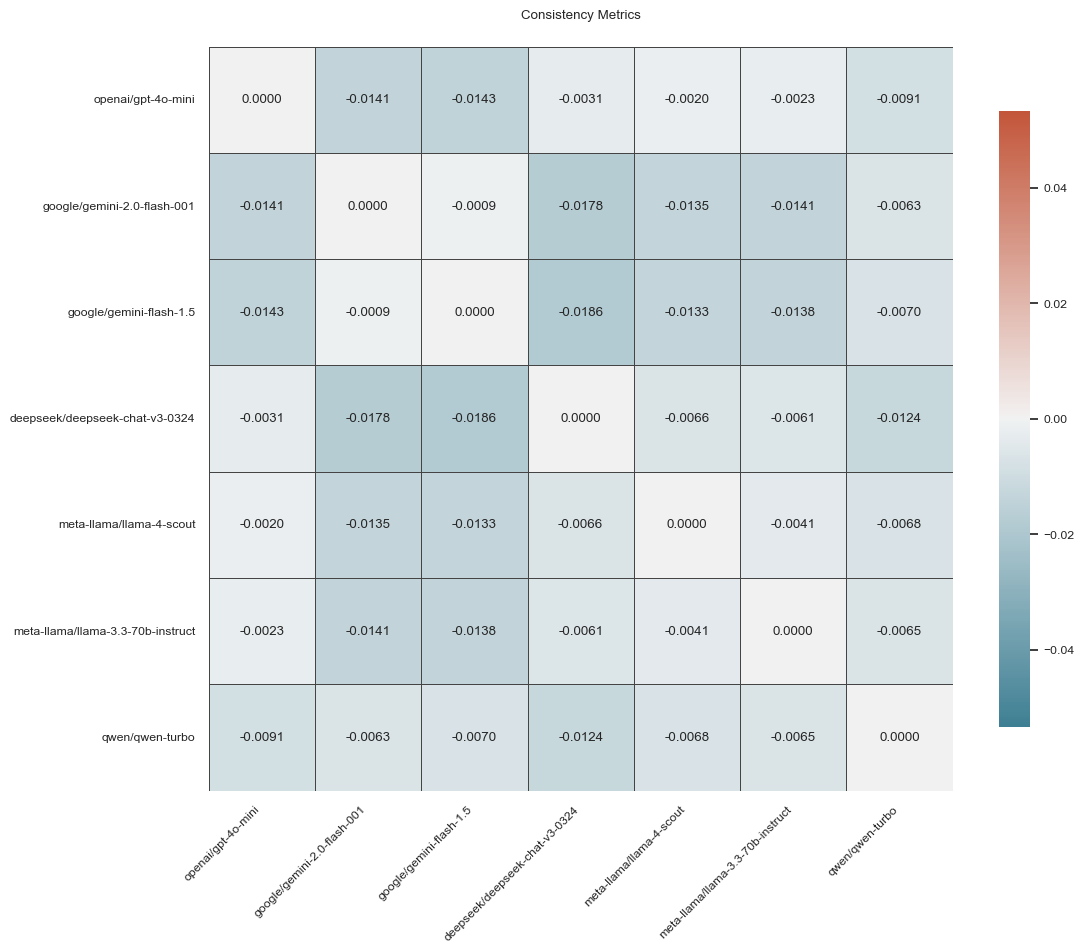 Consistency Metrics
openai/gpt-4o-mini 0.0000 -0.0141 -0.0143 -0.0031 -0.0020 -0.0023 -0.0091
google/gemini-2.0-flash-001 -0.0141 0.0000 -0.0009 -0.0178 -0.0135 -0.0141 -0.0063
google/gemini-flash-1.5 -0.0143 -0.0009 0.0000 -0.0186 -0.0133 -0.0138 -0.0070
deepseek/deepseek-chat-v3-0324 -0.0031 -0.0178 -0.0186 0.0000 -0.0066 -0.0061 -0.0124
meta-llama/llama-4-scout -0.0020 -0.0135 -0.0133 -0.0066 0.0000 -0.0041 -0.0068
meta-llama/llama-3.3-70b-instruct -0.0023 -0.0141 -0.0138 -0.0061 -0.0041 0.0000 -0.0065
qwen/qwen-turbo -0.0091 -0.0063 -0.0070 -0.0124 -0.0068 -0.0065 0.0000
openai/gpt-4o-mini
google/gemini-2.0-flash-001
google/gemini-flash-1.5
deepseek/deepseek-chat-v3-0324
meta-llama/llama-4-scout
meta-llama/llama-3.3-70b-instruct
qwen/qwen-turbo
0.04
0.02
0.00
−0.02
−0.04